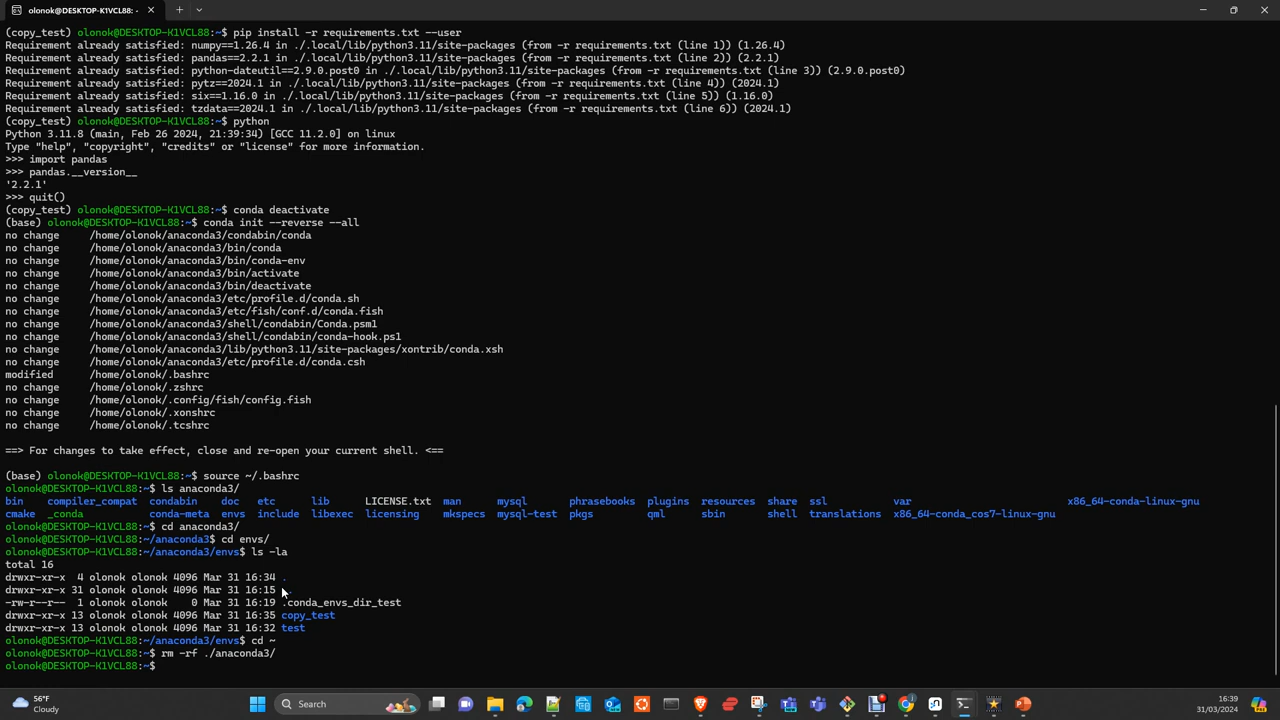 olonok@DESKTOP-K1VCL88: ~
(copy_test) olonok@DESKTOP-K1VCL88:~$ pip install -r requirements.txt --user
Requirement already satisfied: numpy==1.26.4 in ./.local/lib/python3.11/site-packages (from -r requirements.txt (line 1)) (1.26.4)
Requirement already satisfied: pandas==2.2.1 in ./.local/lib/python3.11/site-packages (from -r requirements.txt (line 2)) (2.2.1)
Requirement already satisfied: python-dateutil==2.9.0.post0 in ./.local/lib/python3.11/site-packages (from -r requirements.txt (line 3)) (2.9.0.post0)
Requirement already satisfied: pytz==2024.1 in ./.local/lib/python3.11/site-packages (from -r requirements.txt (line 4)) (2024.1)
Requirement already satisfied: six==1.16.0 in ./.local/lib/python3.11/site-packages (from -r requirements.txt (line 5)) (1.16.0)
Requirement already satisfied: tzdata==2024.1 in ./.local/lib/python3.11/site-packages (from -r requirements.txt (line 6)) (2024.1)
(copy_test) olonok@DESKTOP-K1VCL88:~$ python
Python 3.11.8 (main, Feb 26 2024, 21:39:34) [GCC 11.2.0] on linux
Type "help", "copyright", "credits" or "license" for more information.
>>> import pandas
>>> pandas.__version__
'2.2.1'
>>> quit()
(copy_test) olonok@DESKTOP-K1VCL88:~$ conda deactivate
(base) olonok@DESKTOP-K1VCL88:~$ conda init --reverse --all
no change     /home/olonok/anaconda3/condabin/conda
no change     /home/olonok/anaconda3/bin/conda
no change     /home/olonok/anaconda3/bin/conda-env
no change     /home/olonok/anaconda3/bin/activate
no change     /home/olonok/anaconda3/bin/deactivate
no change     /home/olonok/anaconda3/etc/profile.d/conda.sh
no change     /home/olonok/anaconda3/etc/fish/conf.d/conda.fish
no change     /home/olonok/anaconda3/shell/condabin/Conda.psm1
no change     /home/olonok/anaconda3/shell/condabin/conda-hook.ps1
no change     /home/olonok/anaconda3/lib/python3.11/site-packages/xontrib/conda.xsh
no change     /home/olonok/anaconda3/etc/profile.d/conda.csh
modified      /home/olonok/.bashrc
no change     /home/olonok/.zshrc
no change     /home/olonok/.config/fish/config.fish
no change     /home/olonok/.xonshrc
no change     /home/olonok/.tcshrc
==> For changes to take effect, close and re-open your current shell. <==
(base) olonok@DESKTOP-K1VCL88:~$ source ~/.bashrc
olonok@DESKTOP-K1VCL88:~$ ls anaconda3/
bin    compiler_compat  condabin    doc   etc      lib      LICENSE.txt  man      mysql       phrasebooks  plugins  resources  share  ssl           var                        x86_64-conda-linux-gnu
cmake  _conda           conda-meta  envs  include  libexec  licensing    mkspecs  mysql-test  pkgs         qml      sbin       shell  translations  x86_64-conda_cos7-linux-gnu
olonok@DESKTOP-K1VCL88:~$ cd anaconda3/
olonok@DESKTOP-K1VCL88:~/anaconda3$ cd envs/
olonok@DESKTOP-K1VCL88:~/anaconda3/envs$ ls -la
total 16
drwxr-xr-x  4 olonok olonok 4096 Mar 31 16:34 .
drwxr-xr-x 31 olonok olonok 4096 Mar 31 16:15 ..
-rw-r--r--  1 olonok olonok    0 Mar 31 16:19 .conda_envs_dir_test
drwxr-xr-x 13 olonok olonok 4096 Mar 31 16:35 copy_test
drwxr-xr-x 13 olonok olonok 4096 Mar 31 16:32 test
olonok@DESKTOP-K1VCL88:~/anaconda3/envs$ cd ~
olonok@DESKTOP-K1VCL88:~$ rm -rf ./anaconda3/
olonok@DESKTOP-K1VCL88:~$
56°F
Cloudy
Search
16:39
31/03/2024